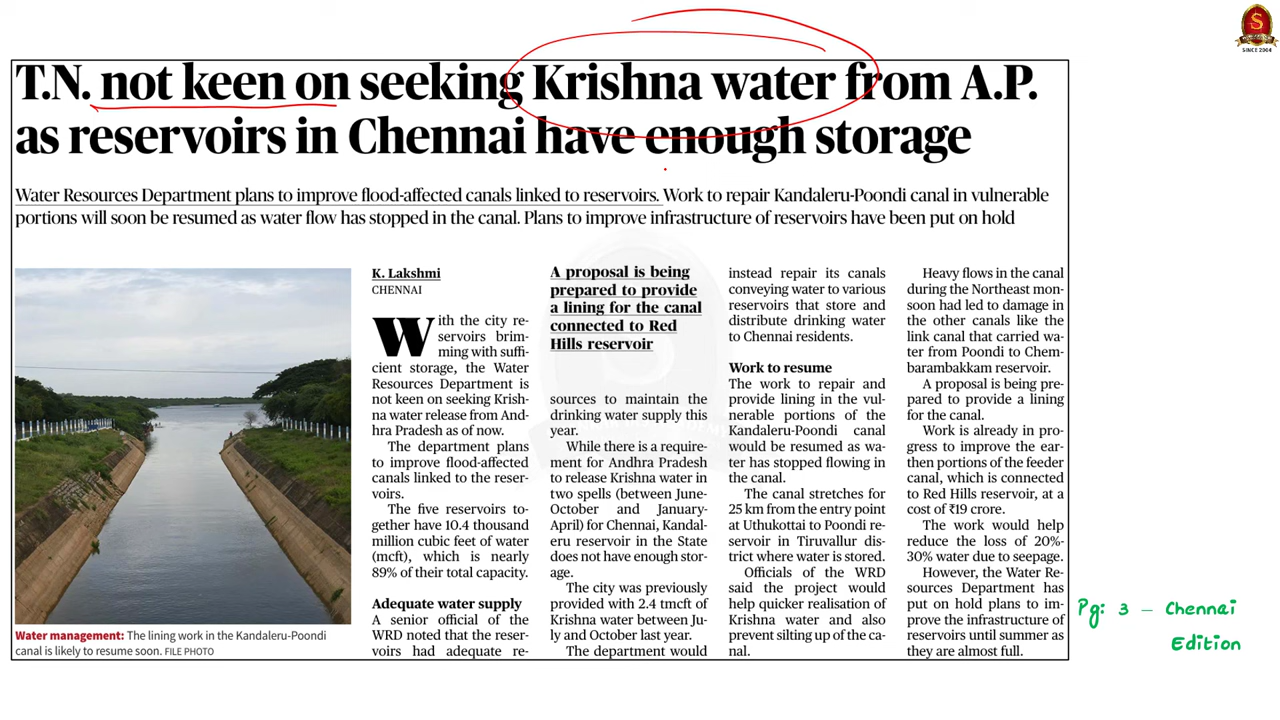 SINCE 2004
T.N. not keen on seeking Krishna water from A.P.
as reservoirs in Chennai have enough storage
Water Resources Department plans to improve flood-affected canals linked to reservoirs. Work to repair Kandaleru-Poondi canal in vulnerable
portions will soon be resumed as water flow has stopped in the canal. Plans to improve infrastructure of reservoirs have been put on hold
Water management: The lining work in the Kandaleru-Poondi
canal is likely to resume soon. FILE PHOTO
K. Lakshmi
CHENNAI
With the city re-
servoirs brim-
ming with suffi-
cient storage, the Water
Resources Department is
not keen on seeking Krish-
na water release from And-
hra Pradesh as of now.
The department plans
to improve flood-affected
canals linked to the reser-
voirs.
The five reservoirs to-
gether have 10.4 thousand
million cubic feet of water
(mcft), which is nearly
89% of their total capacity.
Adequate water supply
A senior official of the
WRD noted that the reser-
voirs had adequate re-
A proposal is being
prepared to provide
a lining for the canal
connected to Red
Hills reservoir
sources to maintain the
drinking water supply this
year.
While there is a require-
ment for Andhra Pradesh
to release Krishna water in
two spells (between June-
October and January-
April) for Chennai, Kandal-
eru reservoir in the State
does not have enough stor-
age.
The city was previously
provided with 2.4 tmcft of
Krishna water between Ju-
ly and October last year.
The department would
instead repair its canals
conveying water to various
reservoirs that store and
distribute drinking water
to Chennai residents.
Work to resume
The work to repair and
provide lining in the vul-
nerable portions of the
Kandaleru-Poondi canal
would be resumed as wa-
ter has stopped flowing in
the canal.
The canal stretches for
25 km from the entry point
at Uthukottai to Poondi re-
servoir in Tiruvallur dis-
trict where water is stored.
Officials of the WRD
said the project would
help quicker realisation of
Krishna water and also
prevent silting up of the ca-
nal.
Heavy flows in the canal
during the Northeast mon-
soon had led to damage in
the other canals like the
link canal that carried wa-
ter from Poondi to Chem-
barambakkam reservoir.
A proposal is being pre-
pared to provide a lining
for the canal.
Work is already in pro-
gress to improve the ear-
then portions of the feeder
canal, which is connected
to Red Hills reservoir, at a
cost of ₹19 crore.
The work would help
reduce the loss of 20%-
30% water due to seepage.
However, the Water Re-
sources Department has
put on hold plans to im-
prove the infrastructure of
reservoirs until summer as
they are almost full.
Pg: 3 – Chennai
Edition